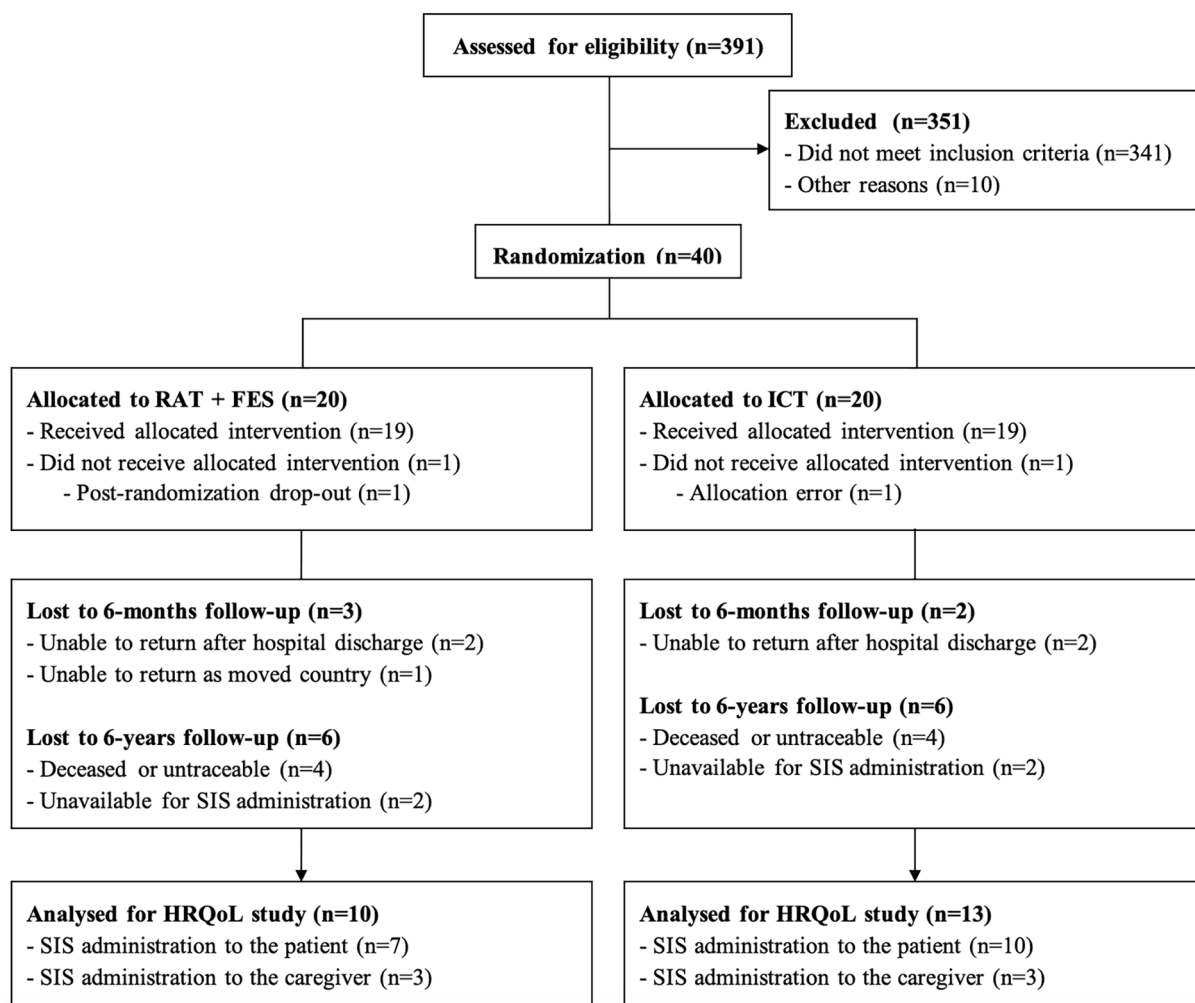 Assessed for eligibility (n=391)
Excluded (n=351)
- Did not meet inclusion criteria (n=341)
- Other reasons (n=10)
Randomization (n=40)
Allocated to RAT + FES (n=20)
- Received allocated intervention (n=19)
- Did not receive allocated intervention (n=1)
- Post-randomization drop-out (n=1)
Allocated to ICT (n=20)
- Received allocated intervention (n=19)
- Did not receive allocated intervention (n=1)
- Allocation error (n=1)
Lost to 6-months follow-up (n=3)
- Unable to return after hospital discharge (n=2)
- Unable to return as moved country (n=1)
Lost to 6-years follow-up (n=6)
- Deceased or untraceable (n=4)
- Unavailable for SIS administration (n=2)
Lost to 6-months follow-up (n=2)
- Unable to return after hospital discharge (n=2)
Lost to 6-years follow-up (n=6)
- Deceased or untraceable (n=4)
- Unavailable for SIS administration (n=2)
Analysed for HRQoL study (n=10)
- SIS administration to the patient (n=7)
- SIS administration to the caregiver (n=3)
Analysed for HRQoL study (n=13)
- SIS administration to the patient (n=10)
- SIS administration to the caregiver (n=3)